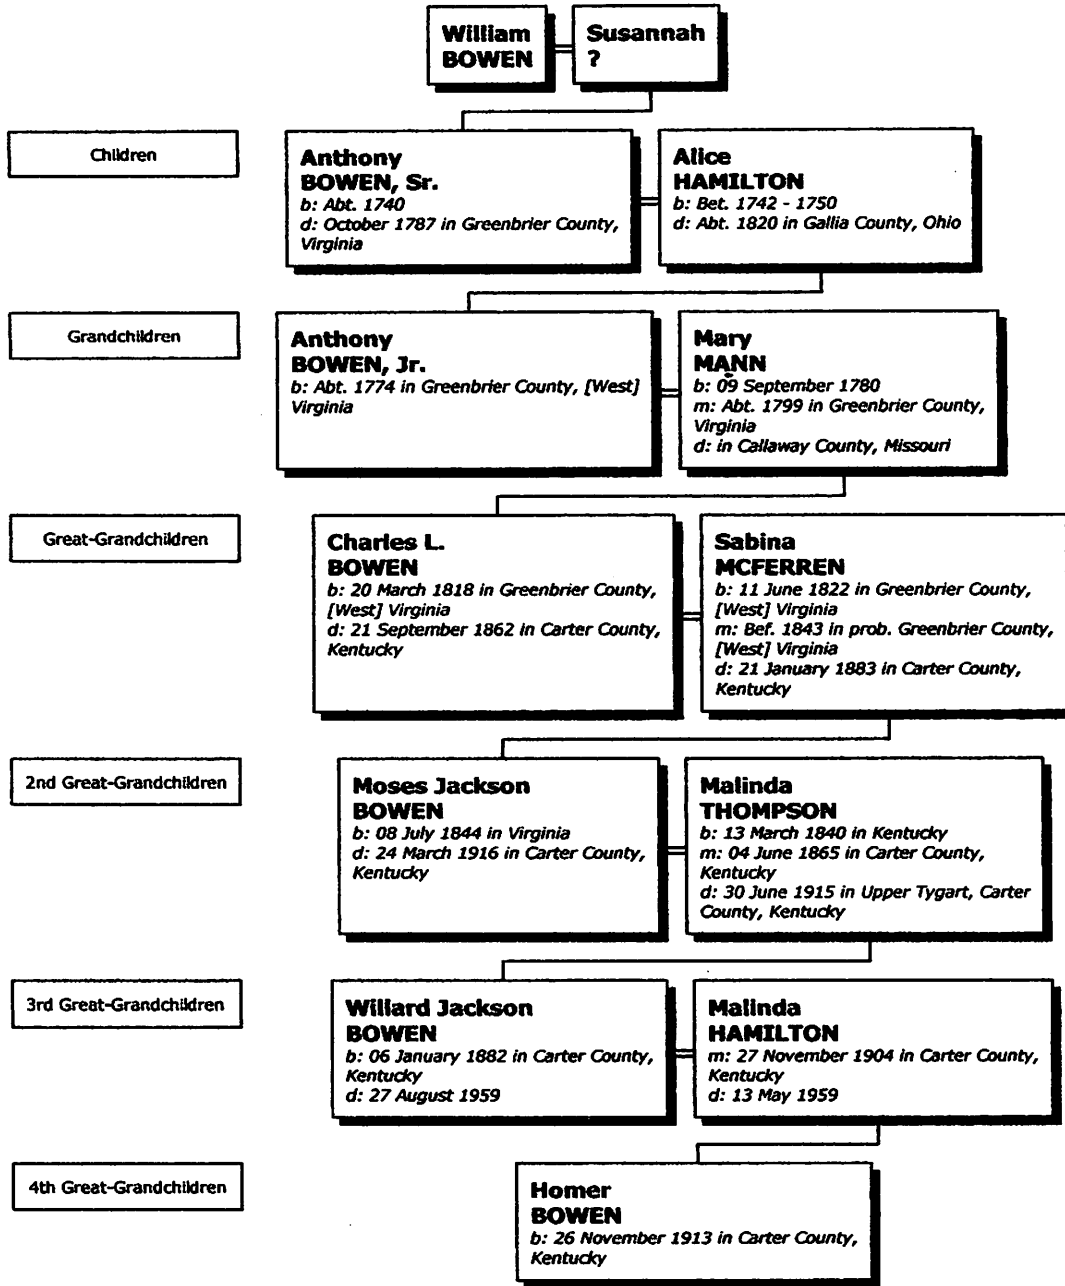 William
BOWEN
Susannah
?
Children
Anthony
BOWEN, Sr.
b: Abt. 1740
d: October 1787 in Greenbrier County,
Virginia
Alice
HAMILTON
b: Bet. 1742 - 1750
d: Abt. 1820 in Gallia County, Ohio
Grandchildren
Anthony
BOWEN, Jr.
b: Abt. 1774 in Greenbrier County, [West]
Virginia
Mary
MANN
b: 09 September 1780
m: Abt. 1799 in Greenbrier County,
Virginia
d: in Callaway County, Missouri
Great-Grandchildren
Charles L.
BOWEN
b: 20 March 1818 in Greenbrier County,
[West] Virginia
d: 21 September 1862 in Carter County,
Kentucky
Sabina
MCFERREN
b: 11 June 1822 in Greenbrier County,
[West] Virginia
m: Bef. 1843 in prob. Greenbrier County,
[West] Virginia
d: 21 January 1883 in Carter County,
Kentucky
2nd Great-Grandchildren
Moses Jackson
BOWEN
b: 08 July 1844 in Virginia
d: 24 March 1916 in Carter County,
Kentucky
Malinda
THOMPSON
b: 13 March 1840 in Kentucky
m: 04 June 1865 in Carter County,
Kentucky
d: 30 June 1915 in Upper Tygart, Carter
County, Kentucky
3rd Great-Grandchildren
Willard Jackson
BOWEN
b: 06 January 1882 in Carter County,
Kentucky
d: 27 August 1959
Malinda
HAMILTON
m: 27 November 1904 in Carter County,
Kentucky
d: 13 May 1959
4th Great-Grandchildren
Homer
BOWEN
b: 26 November 1913 in Carter County,
Kentucky